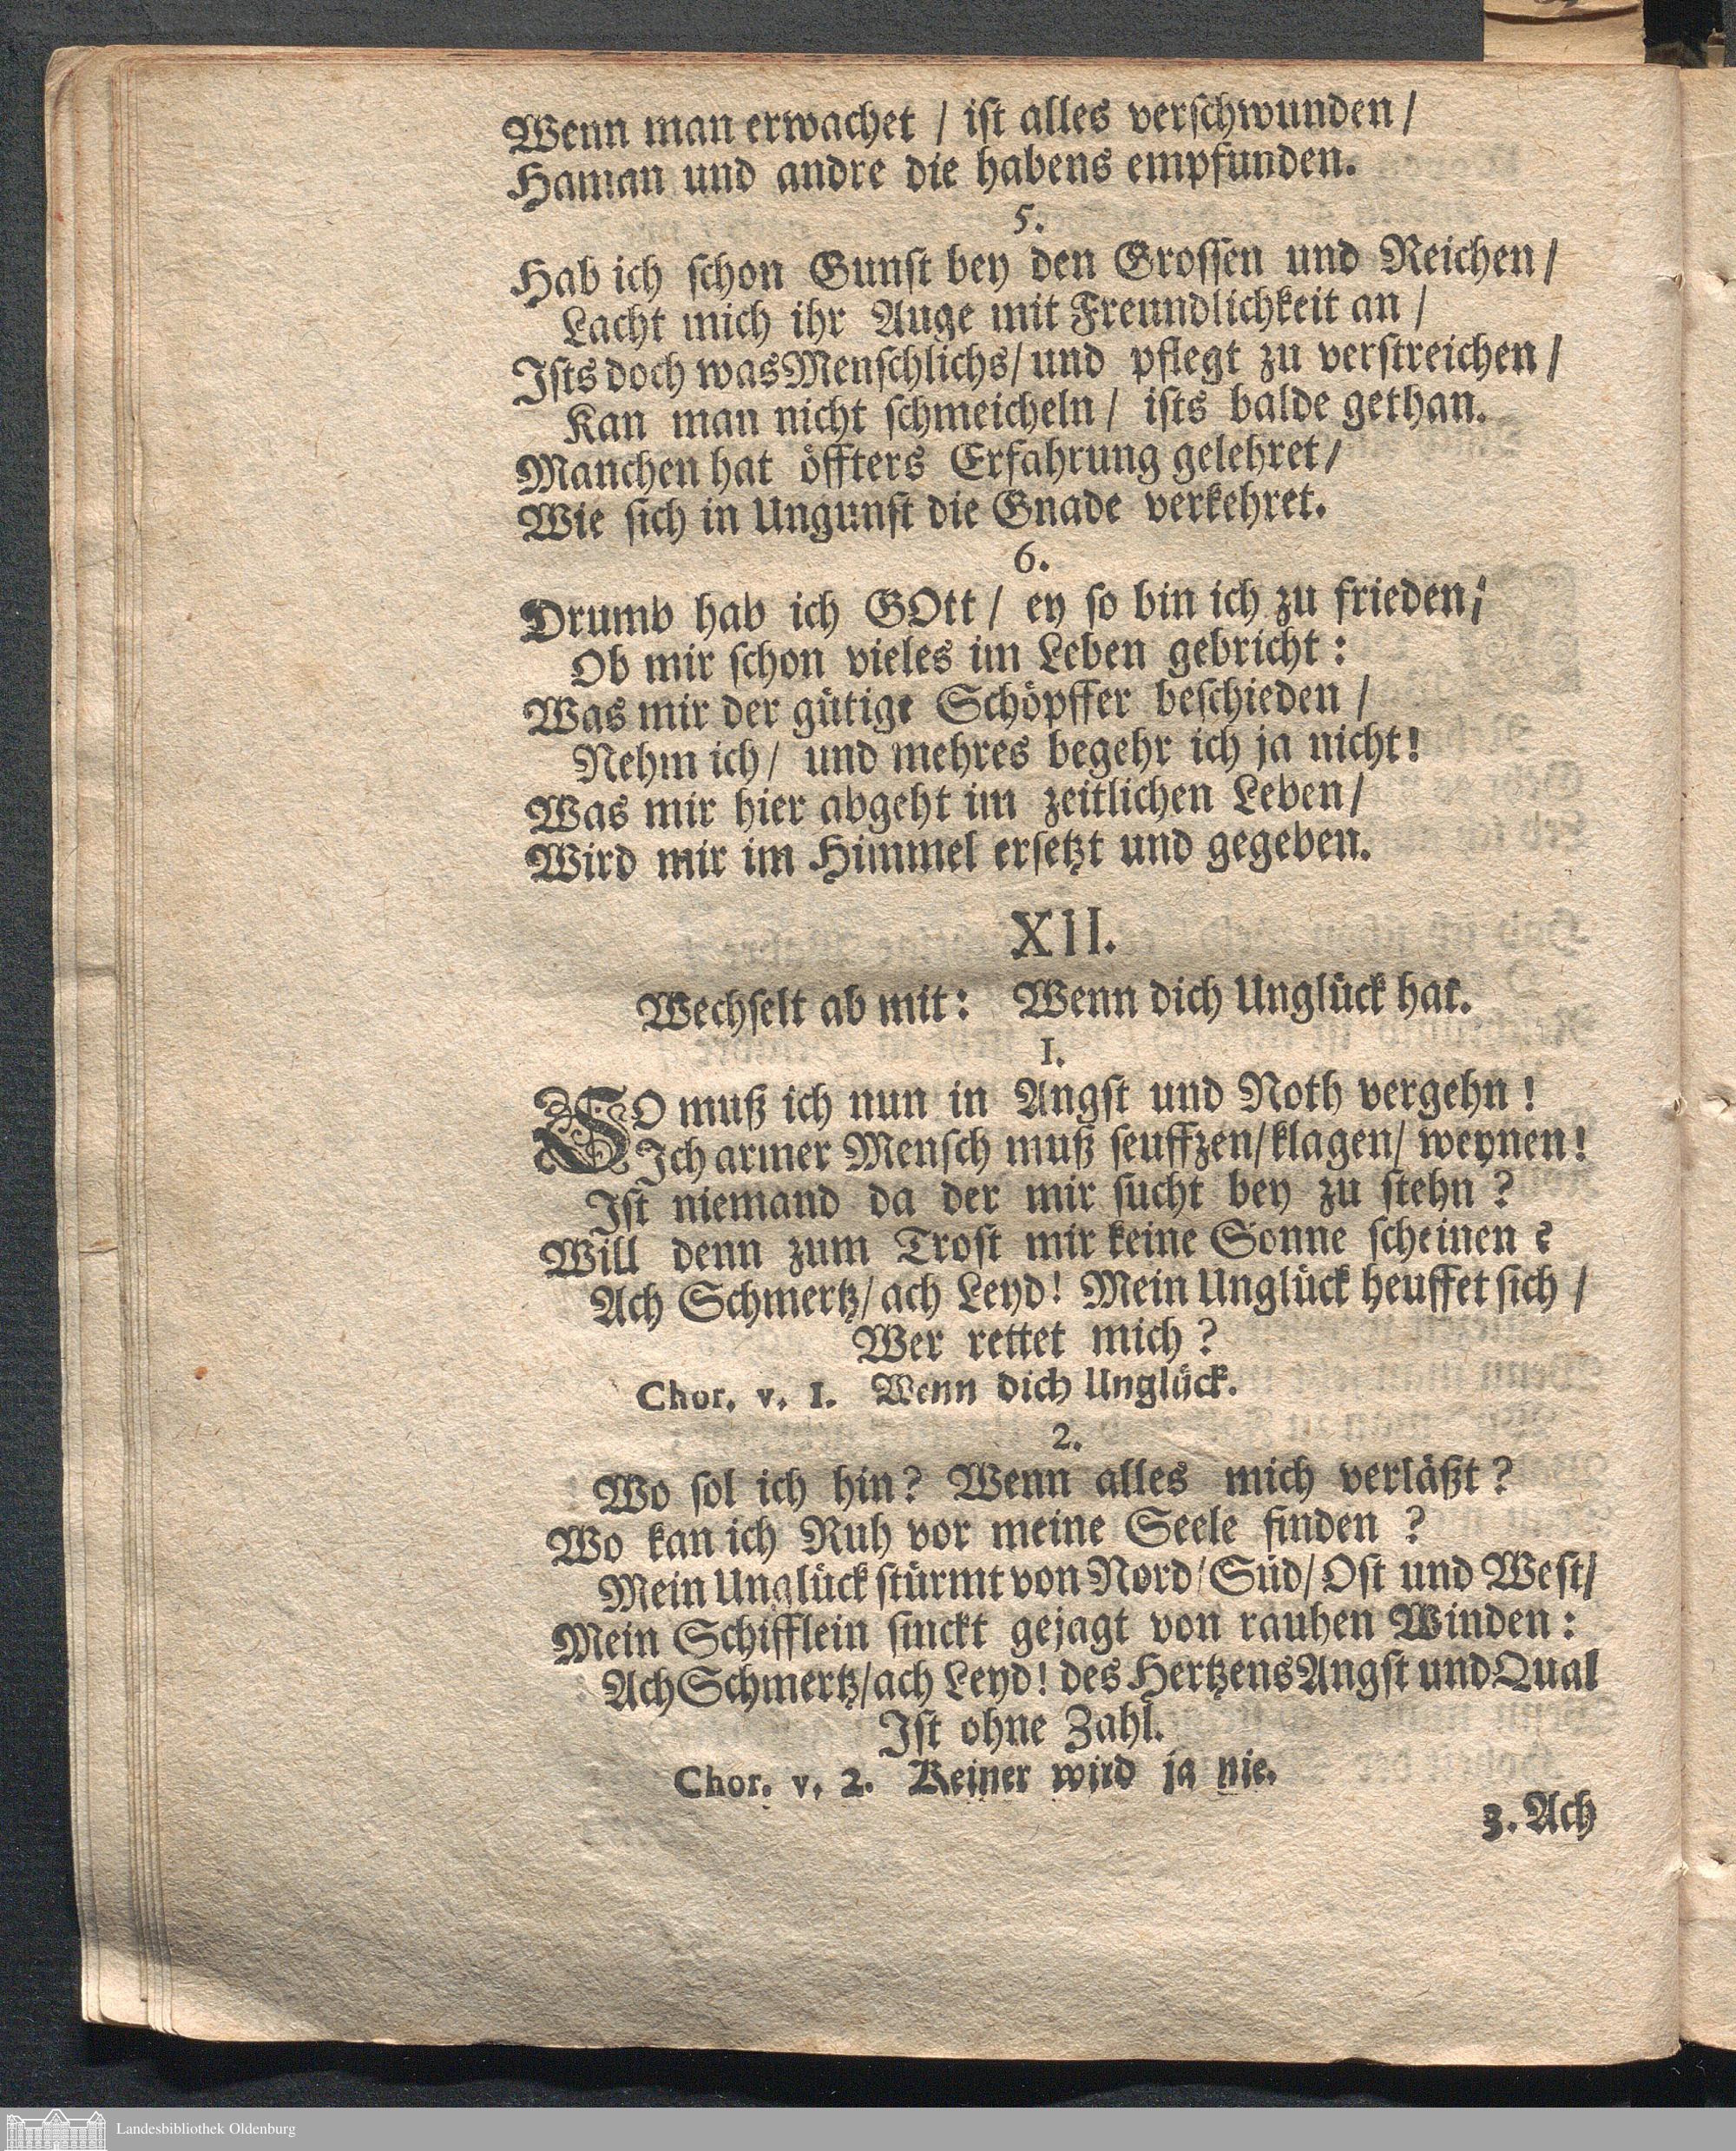 Wenn man erwachet / iſt alles verſchwunden /
Haman und andre die habens empfunden.
5.
Hab ich ſchon Gunſt bey den Groſſen und Reichen /
Lacht mich ihr Auge mit Freundlichkeit an /
Iſts doch was Menſchlichs / und pflegt zu verſtreichen /
Kan man nicht ſchmeicheln / iſts balde gethan.
Manchen hat öffters Erfahrung gelehret /
Wie ſich in Ungunſt die Gnade verkehret.
6.
Drumb hab ich GOtt / ey ſo bin ich zu frieden /
Ob mir ſchon vieles im Leben gebricht :
Was mir der gütige Schöpffer beſchieden /
Nehm ich / und mehres begehr ich ja nicht!
Was mir hier abgeht im zeitlichen Leben /
Wird mir im Himmel erſetzt und gegeben.
XII.
Wechſelt ab mit: Wenn dich Unglück hat.
1.
SO muß ich nun in Angſt und Noth vergehn !
Ich armer Menſch muß ſeuffzen / klagen / weynen!
Iſt niemand da der mir ſucht bey zu ſtehn ?
Will denn zum Troſt mir keine Sonne ſcheinen ?
Ach Schmertz / ach Leyd! Mein Unglück heuffet ſich /
Wer rettet mich ?
Chor. v. 1. Wenn dich Unglück.
2.
Wo ſol ich hin? Wenn alles mich verläßt ?
Wo kan ich Ruh vor meine Seele finden ?
Mein Unglück ſtürmt von Nord / Süd / Oſt und Weſt /
Mein Schifflein ſinckt gejagt von rauhen Winden :
Ach Schmertz / ach Leyd! des Hertzens Angſt und Qual
Iſt ohne Zahl.
Chor. v. 2. Keiner wird ja nie.
3. Ach
Landesbibliothek Oldenburg